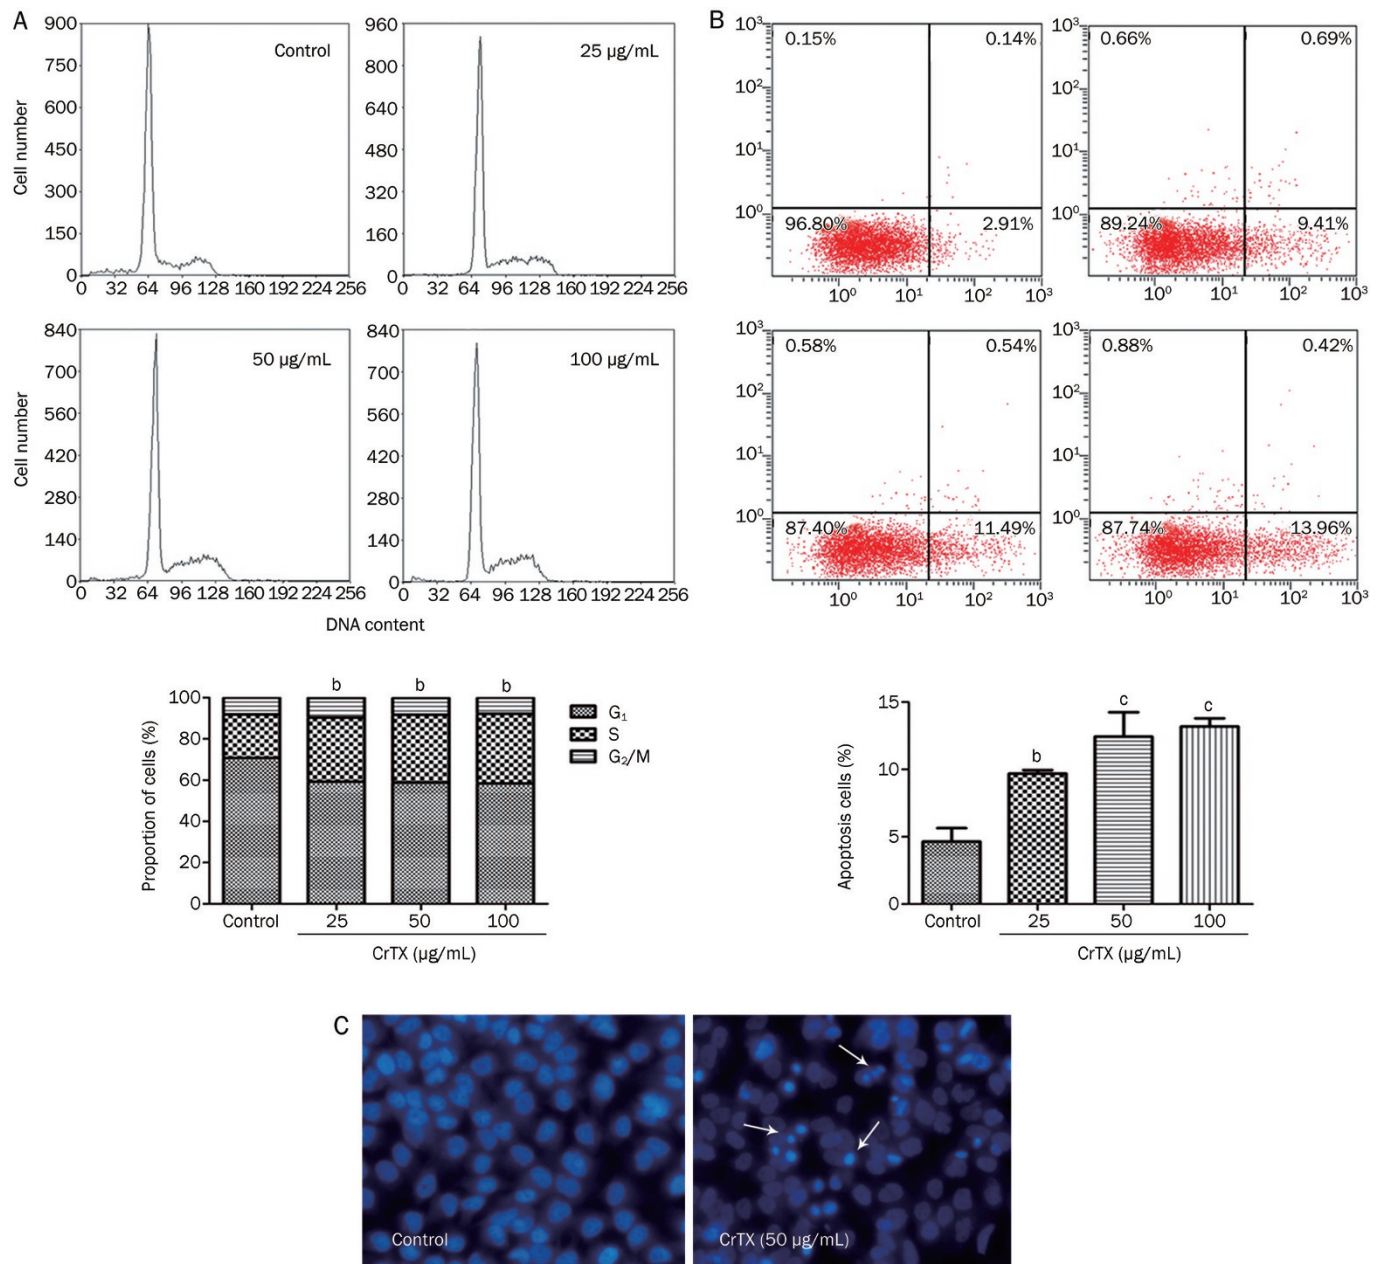 A
Control
900
750
600
450
300
150
0
Cell number
0 32 64 96 128 160 192 224 256
25 µg/mL
960
800
640
480
320
160
0
0 32 64 96 128 160 192 224 256
50 µg/mL
840
700
560
420
280
140
0
Cell number
0 32 64 96 128 160 192 224 256
100 µg/mL
840
700
560
420
280
140
0
0 32 64 96 128 160 192 224 256
DNA content
100
80
60
40
20
0
Proportion of cells (%)
b b b
G1
S
G2/M
Control 25 50 100
CrTX (µg/mL)
B
10³
10²
10¹
10⁰
0.15% 0.14%
96.80% 2.91%
10⁰ 10¹ 10² 10³
10³
10²
10¹
10⁰
0.66% 0.69%
89.24% 9.41%
10⁰ 10¹ 10² 10³
10³
10²
10¹
10⁰
0.58% 0.54%
87.40% 11.49%
10⁰ 10¹ 10² 10³
10³
10²
10¹
10⁰
0.88% 0.42%
87.74% 13.96%
10⁰ 10¹ 10² 10³
15
10
5
0
Apoptosis cells (%)
b c c
Control 25 50 100
CrTX (µg/mL)
C
Control
CrTX (50 µg/mL)